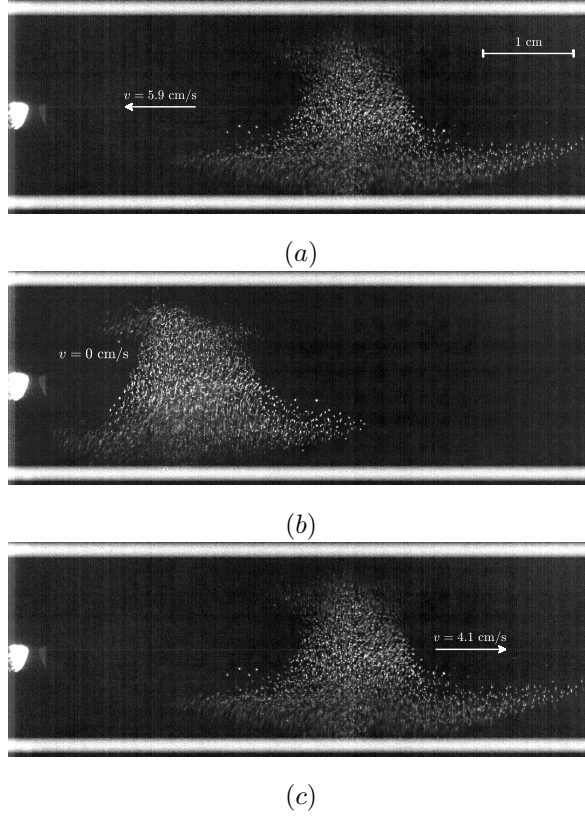 1 cm
v = 5.9 cm/s
(a)
v = 0 cm/s
(b)
v = 4.1 cm/s
(c)